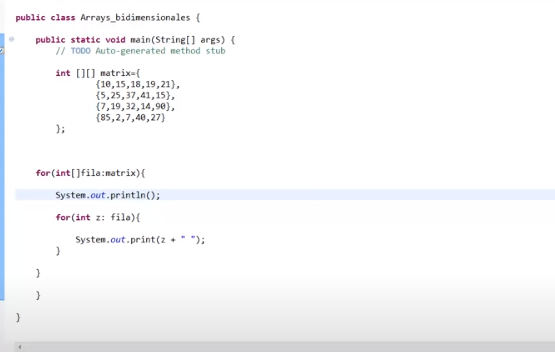 public class Arrays_bidimensionales {
public static void main(String[] args) {
// TODO Auto-generated method stub
int [][] matrix={
{10,15,18,19,21},
{5,25,37,41,15},
{7,19,32,14,90},
{85,2,7,40,27}
};
for(int[]fila:matrix){
System.out.println();
for(int z: fila){
System.out.print(z + " ");
}
}
}
}